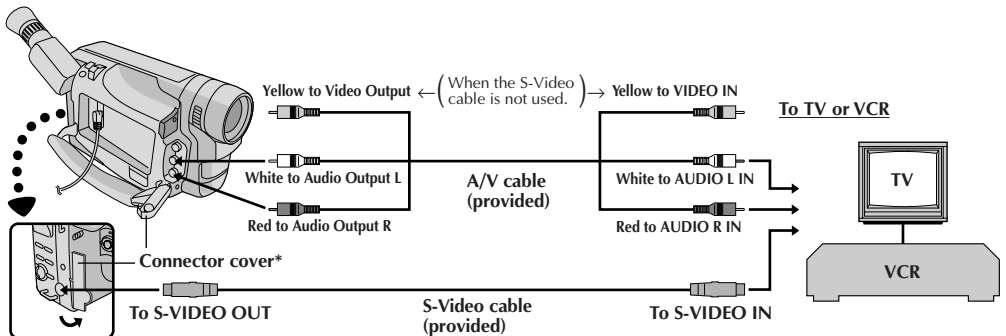 Yellow to Video Output
When the S-Video
cable is not used.
Yellow to VIDEO IN
To TV or VCR
White to Audio Output L
A/V cable
(provided)
White to AUDIO L IN
TV
Red to Audio Output R
Red to AUDIO R IN
Connector cover*
VCR
To S-VIDEO OUT
S-Video cable
(provided)
To S-VIDEO IN